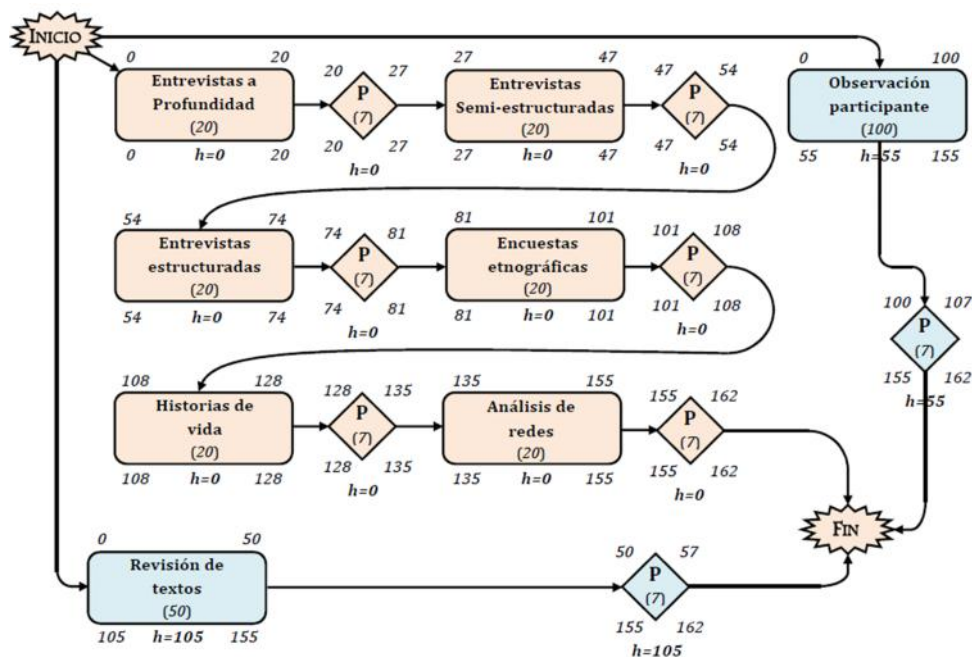 INICIO
0 20
Entrevistas a
Profundidad
(20)
0 h=0 20
20 27
P
(7)
20 27
h=0
27 47
Entrevistas
Semi-estructuradas
(20)
27 h=0 47
47 54
P
(7)
47 54
h=0
0 100
Observación
participante
(100)
55 h=55 155
54 74
Entrevistas
estructuradas
(20)
54 h=0 74
74 81
P
(7)
74 81
h=0
81 101
Encuestas
etnográficas
(20)
81 h=0 101
101 108
P
(7)
101 108
h=0
100 107
P
(7)
155 162
h=55
108 128
Historias de
vida
(20)
108 h=0 128
128 135
P
(7)
128 135
h=0
135 155
Análisis de
redes
(20)
135 h=0 155
155 162
P
(7)
155 162
h=0
FIN
0 50
Revisión de
textos
(50)
105 h=105 155
50 57
P
(7)
155 162
h=105